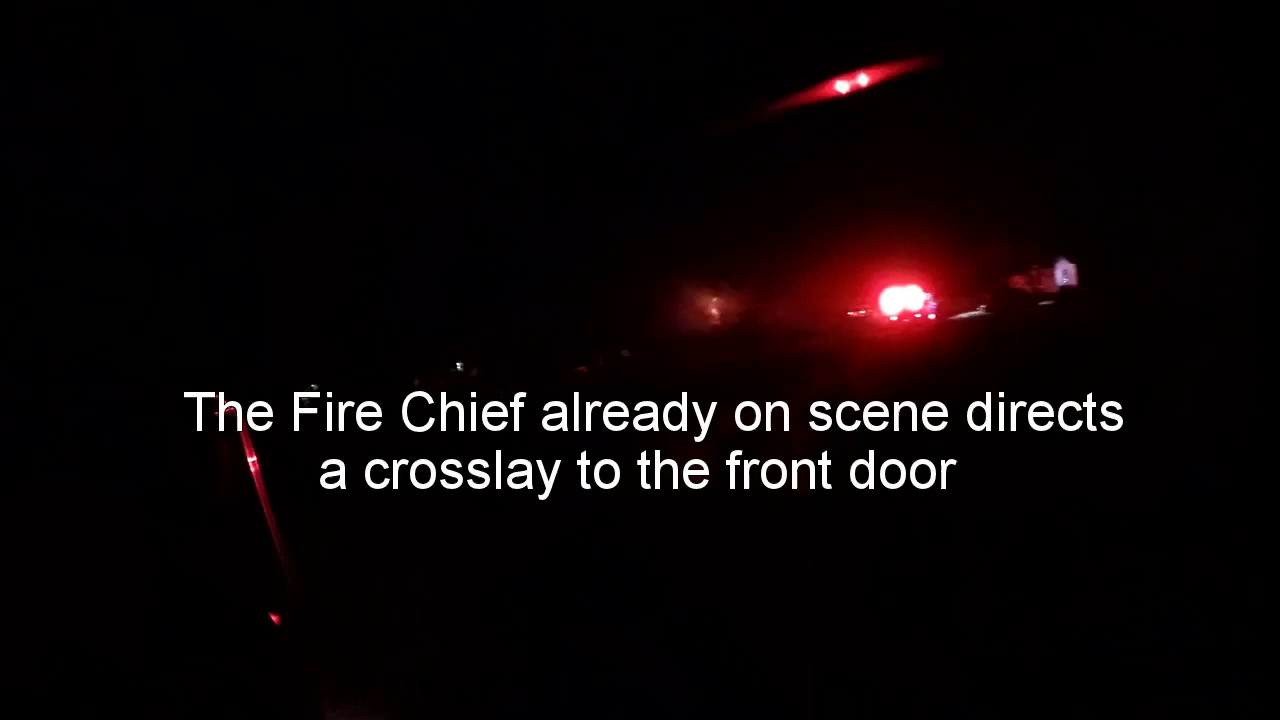 The Fire Chief already on scene directs
a crosslay to the front door